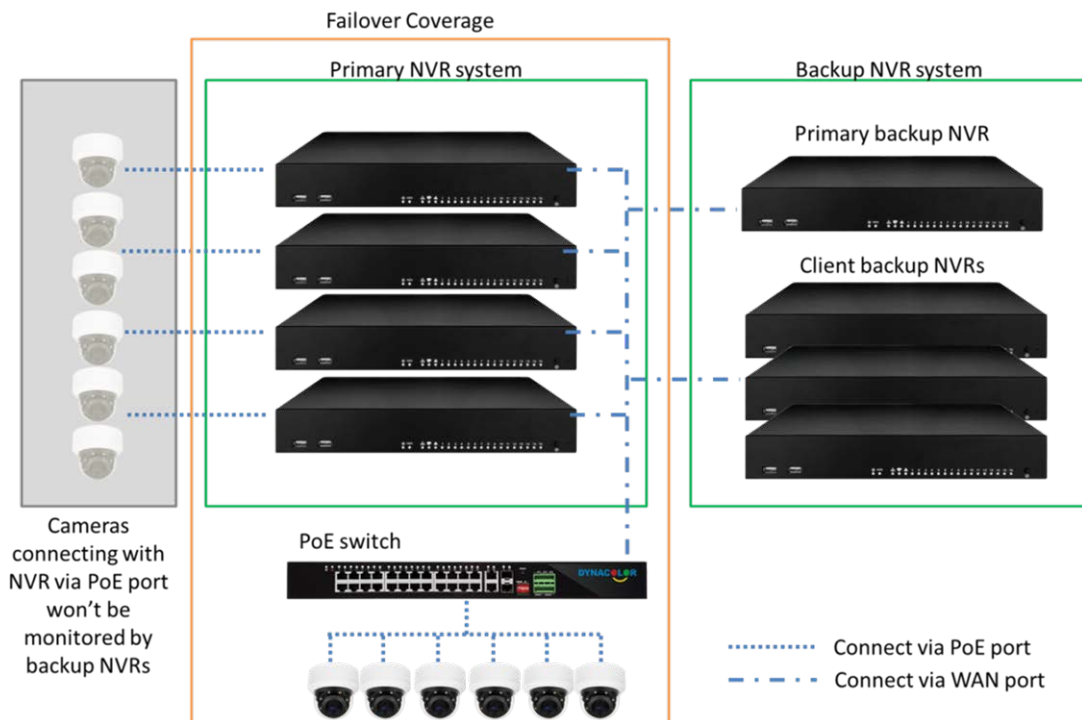 Failover Coverage
Primary NVR system
Backup NVR system
Primary backup NVR
Client backup NVRs
Cameras
connecting with
NVR via PoE port
won't be
monitored by
backup NVRs
PoE switch
DYNACOLOR
Connect via PoE port
Connect via WAN port